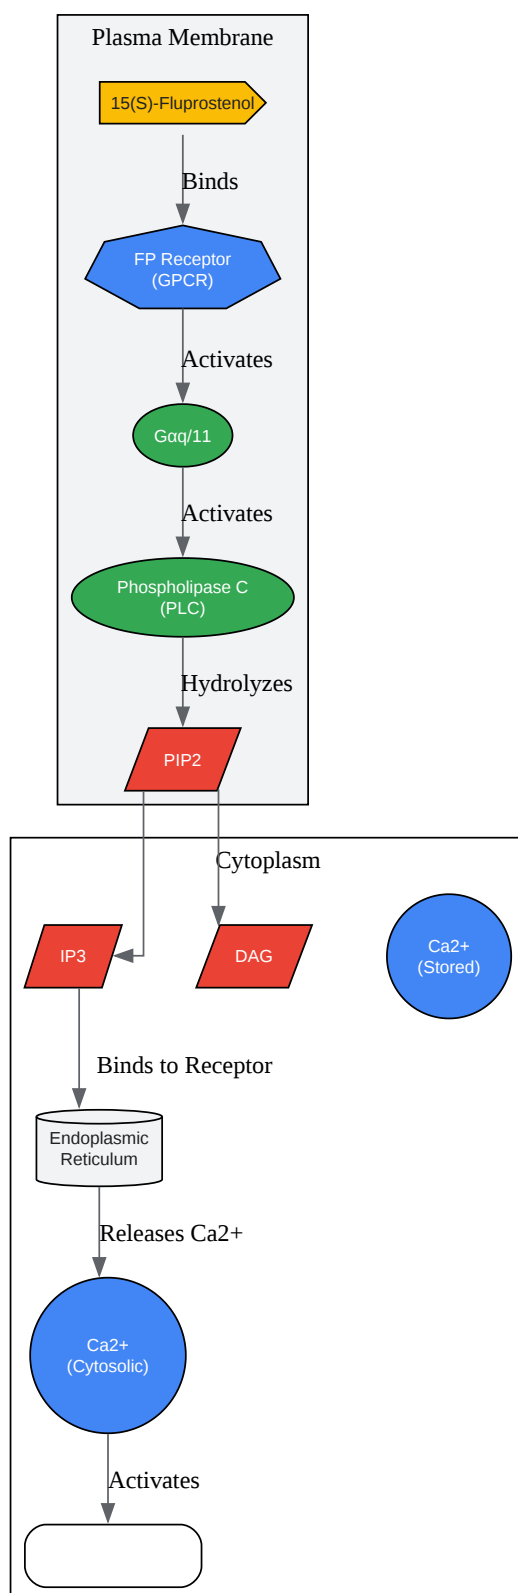 Plasma Membrane
15(S)-Fluprostenol
Binds
FP Receptor
(GPCR)
Activates
Gαq/11
Activates
Phospholipase C
(PLC)
Hydrolyzes
PIP2
Cytoplasm
IP3
DAG
Ca2+
(Stored)
Binds to Receptor
Endoplasmic
Reticulum
Releases Ca2+
Ca2+
(Cytosolic)
Activates